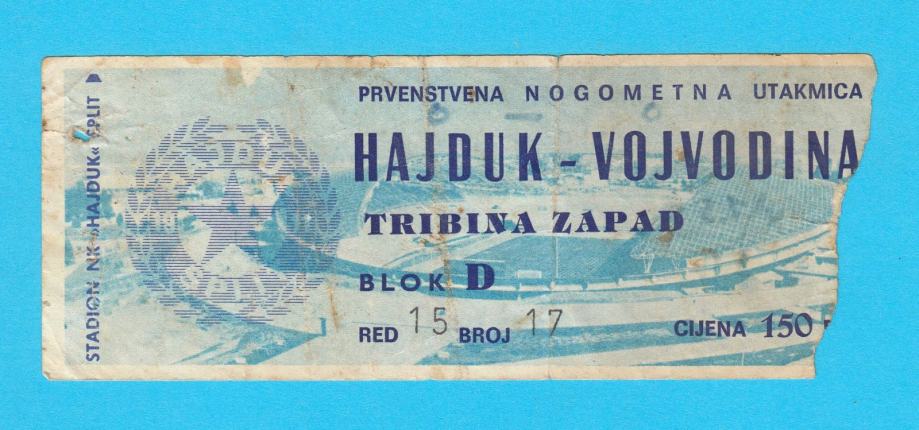 STADION NK »HAJDUK« SPLIT
PRVENSTVENA NOGOMETNA UTAKMICA
HAJDUK - VOJVODINA
TRIBINA ZAPAD
BLOK D
RED 15 BROJ 17
CIJENA 150